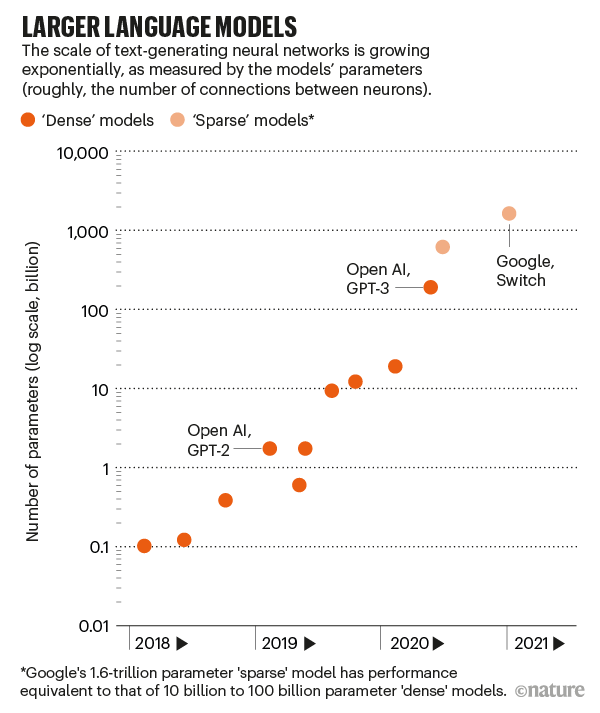 LARGER LANGUAGE MODELS
The scale of text-generating neural networks is growing
exponentially, as measured by the models’ parameters
(roughly, the number of connections between neurons).
‘Dense’ models
‘Sparse’ models*
Number of parameters (log scale, billion)
10,000
1,000
100
10
1
0.1
0.01
Open AI,
GPT-2
Open AI,
GPT-3
Google,
Switch
2018
2019
2020
2021
*Google's 1.6-trillion parameter 'sparse' model has performance
equivalent to that of 10 billion to 100 billion parameter 'dense' models.
©nature